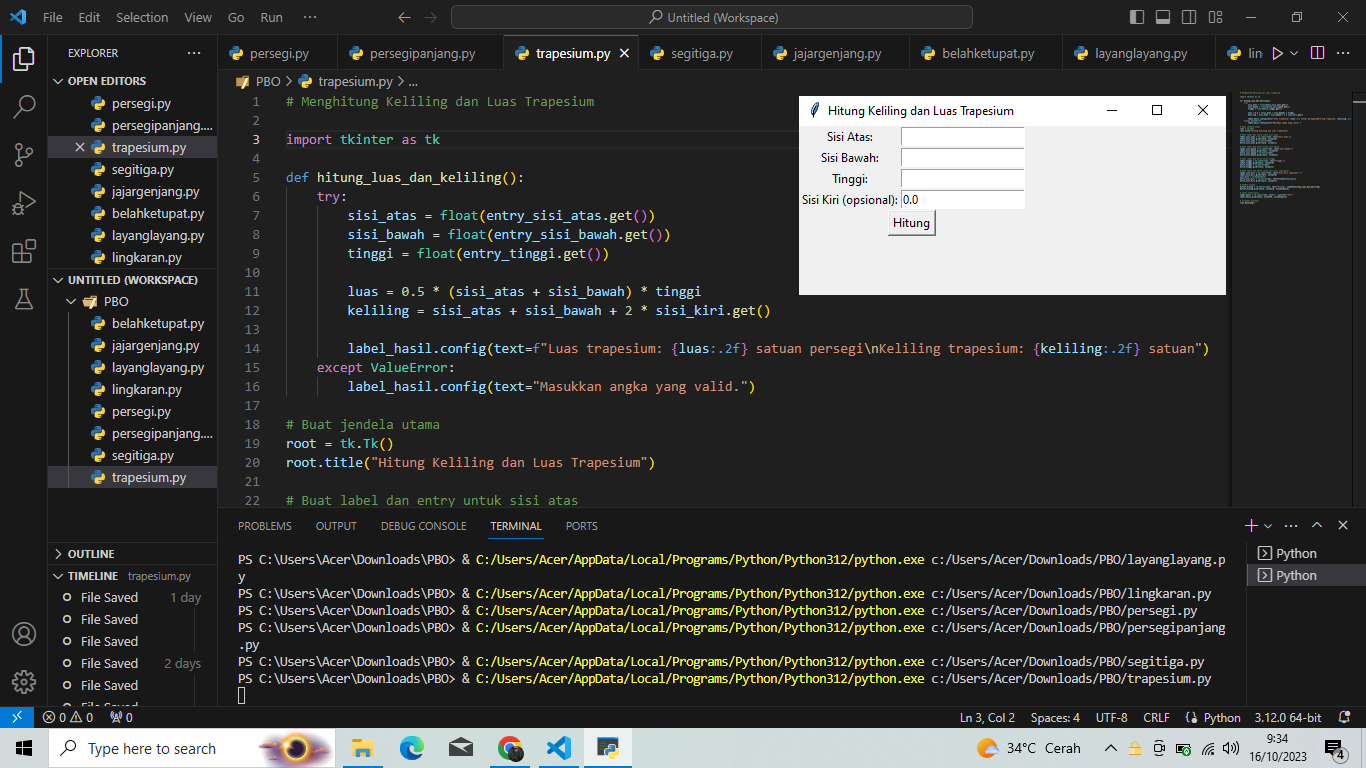 File Edit Selection View Go Run ··· Untitled (Workspace)
EXPLORER ···
OPEN EDITORS
persegi.py
persegipanjang....
trapesium.py
segitiga.py
jajargenjang.py
belahketupat.py
layanglayang.py
lingkaran.py
UNTITLED (WORKSPACE)
PBO
belahketupat.py
jajargenjang.py
layanglayang.py
lingkaran.py
persegi.py
persegipanjang....
segitiga.py
trapesium.py
OUTLINE
TIMELINE trapesium.py
File Saved 1 day
File Saved
File Saved
File Saved 2 days
File Saved
persegi.py persegipanjang.py trapesium.py segitiga.py jajargenjang.py belahketupat.py layanglayang.py lin
PBO > trapesium.py > ...
1 # Menghitung Keliling dan Luas Trapesium
2
3 import tkinter as tk
4
5 def hitung_luas_dan_keliling():
6 try:
7 sisi_atas = float(entry_sisi_atas.get())
8 sisi_bawah = float(entry_sisi_bawah.get())
9 tinggi = float(entry_tinggi.get())
10
11 luas = 0.5 * (sisi_atas + sisi_bawah) * tinggi
12 keliling = sisi_atas + sisi_bawah + 2 * sisi_kiri.get()
13
14 label_hasil.config(text=f"Luas trapesium: {luas:.2f} satuan persegi\nKeliling trapesium: {keliling:.2f} satuan")
15 except ValueError:
16 label_hasil.config(text="Masukkan angka yang valid.")
17
18 # Buat jendela utama
19 root = tk.Tk()
20 root.title("Hitung Keliling dan Luas Trapesium")
21
22 # Buat label dan entry untuk sisi atas
Hitung Keliling dan Luas Trapesium
Sisi Atas:
Sisi Bawah:
Tinggi:
Sisi Kiri (opsional): 0.0
Hitung
PROBLEMS OUTPUT DEBUG CONSOLE TERMINAL PORTS
PS C:\Users\Acer\Downloads\PBO> & C:/Users/Acer/AppData/Local/Programs/Python/Python312/python.exe c:/Users/Acer/Downloads/PBO/layanglayang.p
y
PS C:\Users\Acer\Downloads\PBO> & C:/Users/Acer/AppData/Local/Programs/Python/Python312/python.exe c:/Users/Acer/Downloads/PBO/lingkaran.py
PS C:\Users\Acer\Downloads\PBO> & C:/Users/Acer/AppData/Local/Programs/Python/Python312/python.exe c:/Users/Acer/Downloads/PBO/persegi.py
PS C:\Users\Acer\Downloads\PBO> & C:/Users/Acer/AppData/Local/Programs/Python/Python312/python.exe c:/Users/Acer/Downloads/PBO/persegipanjang
.py
PS C:\Users\Acer\Downloads\PBO> & C:/Users/Acer/AppData/Local/Programs/Python/Python312/python.exe c:/Users/Acer/Downloads/PBO/segitiga.py
PS C:\Users\Acer\Downloads\PBO> & C:/Users/Acer/AppData/Local/Programs/Python/Python312/python.exe c:/Users/Acer/Downloads/PBO/trapesium.py
Python
Python
0 0 0 Ln 3, Col 2 Spaces: 4 UTF-8 CRLF Python 3.12.0 64-bit
Type here to search 34°C Cerah 9:34
16/10/2023 4